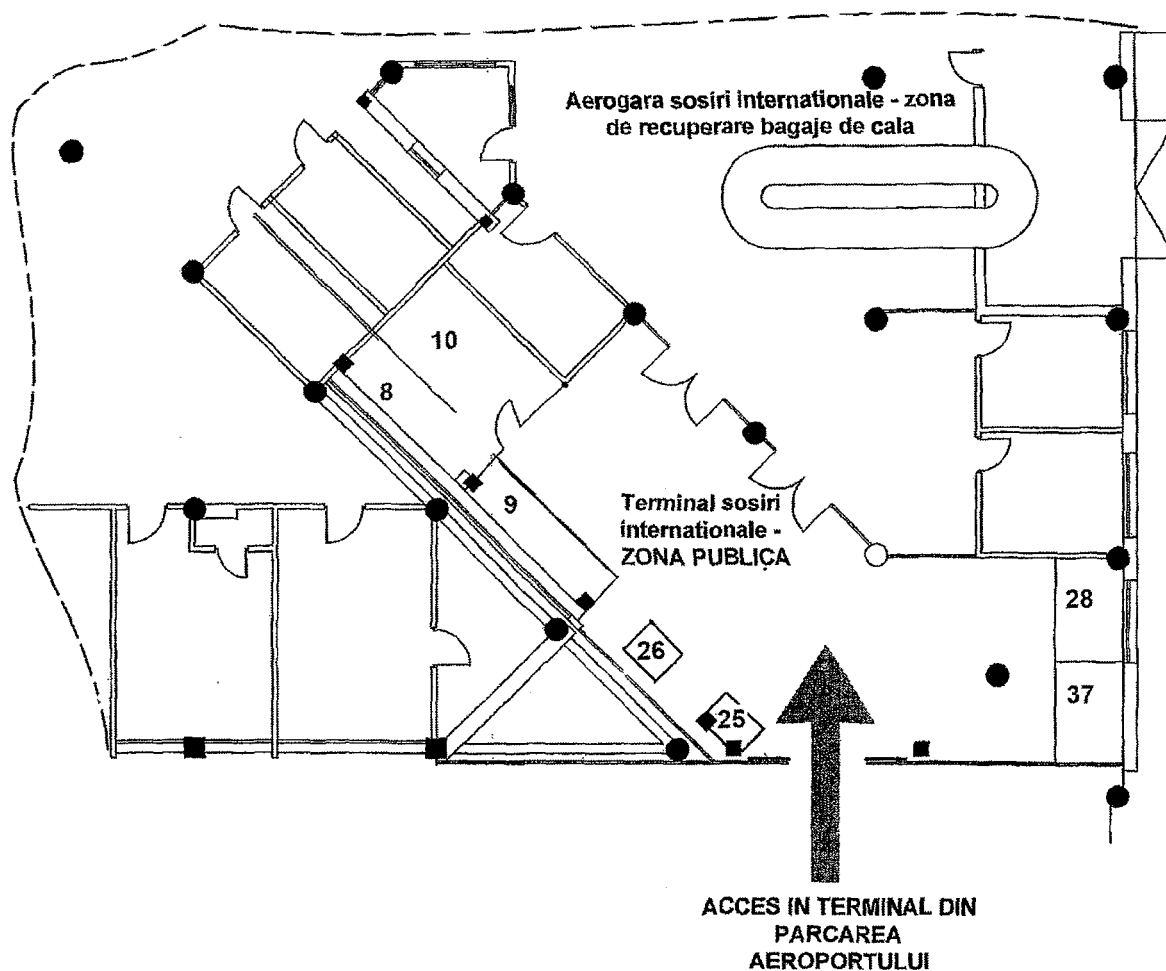 Aerogara sosiri internationale - zona
de recuperare bagaje de cala
10
8
9
Terminal sosiri
internationale -
ZONA PUBLICA
28
26
37
25
ACCES IN TERMINAL DIN
PARCAREA
AEROPORTULUI